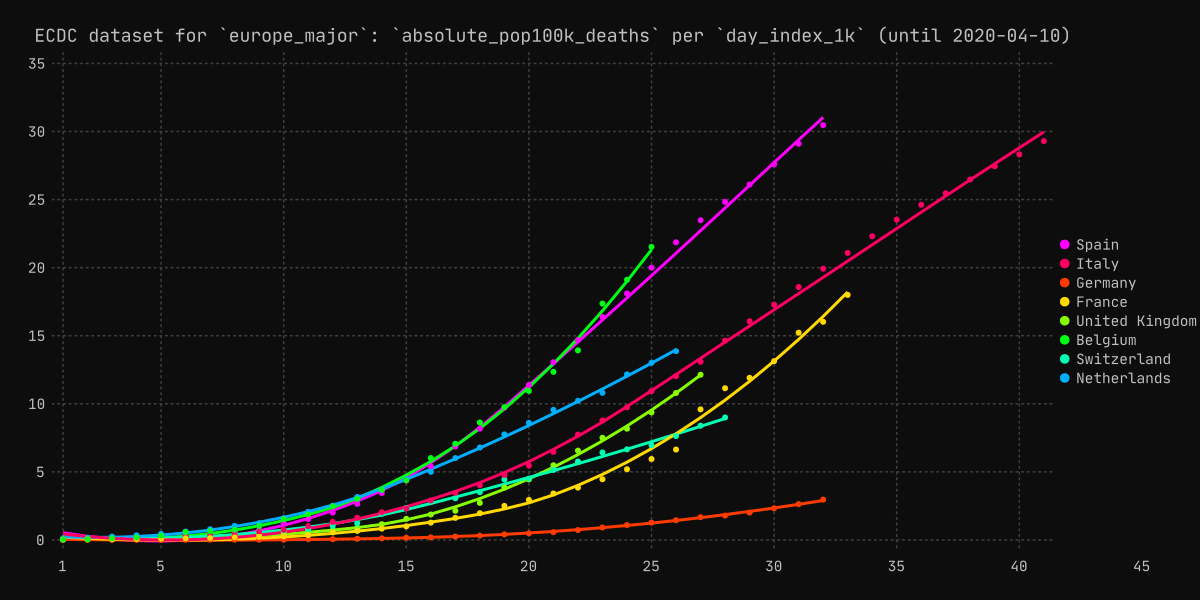 ECDC dataset for `europe_major`: `absolute_pop100k_deaths` per `day_index_1k` (until 2020-04-10)
35
30
25
20
15
10
5
0
1 5 10 15 20 25 30 35 40 45
Spain
Italy
Germany
France
United Kingdom
Belgium
Switzerland
Netherlands